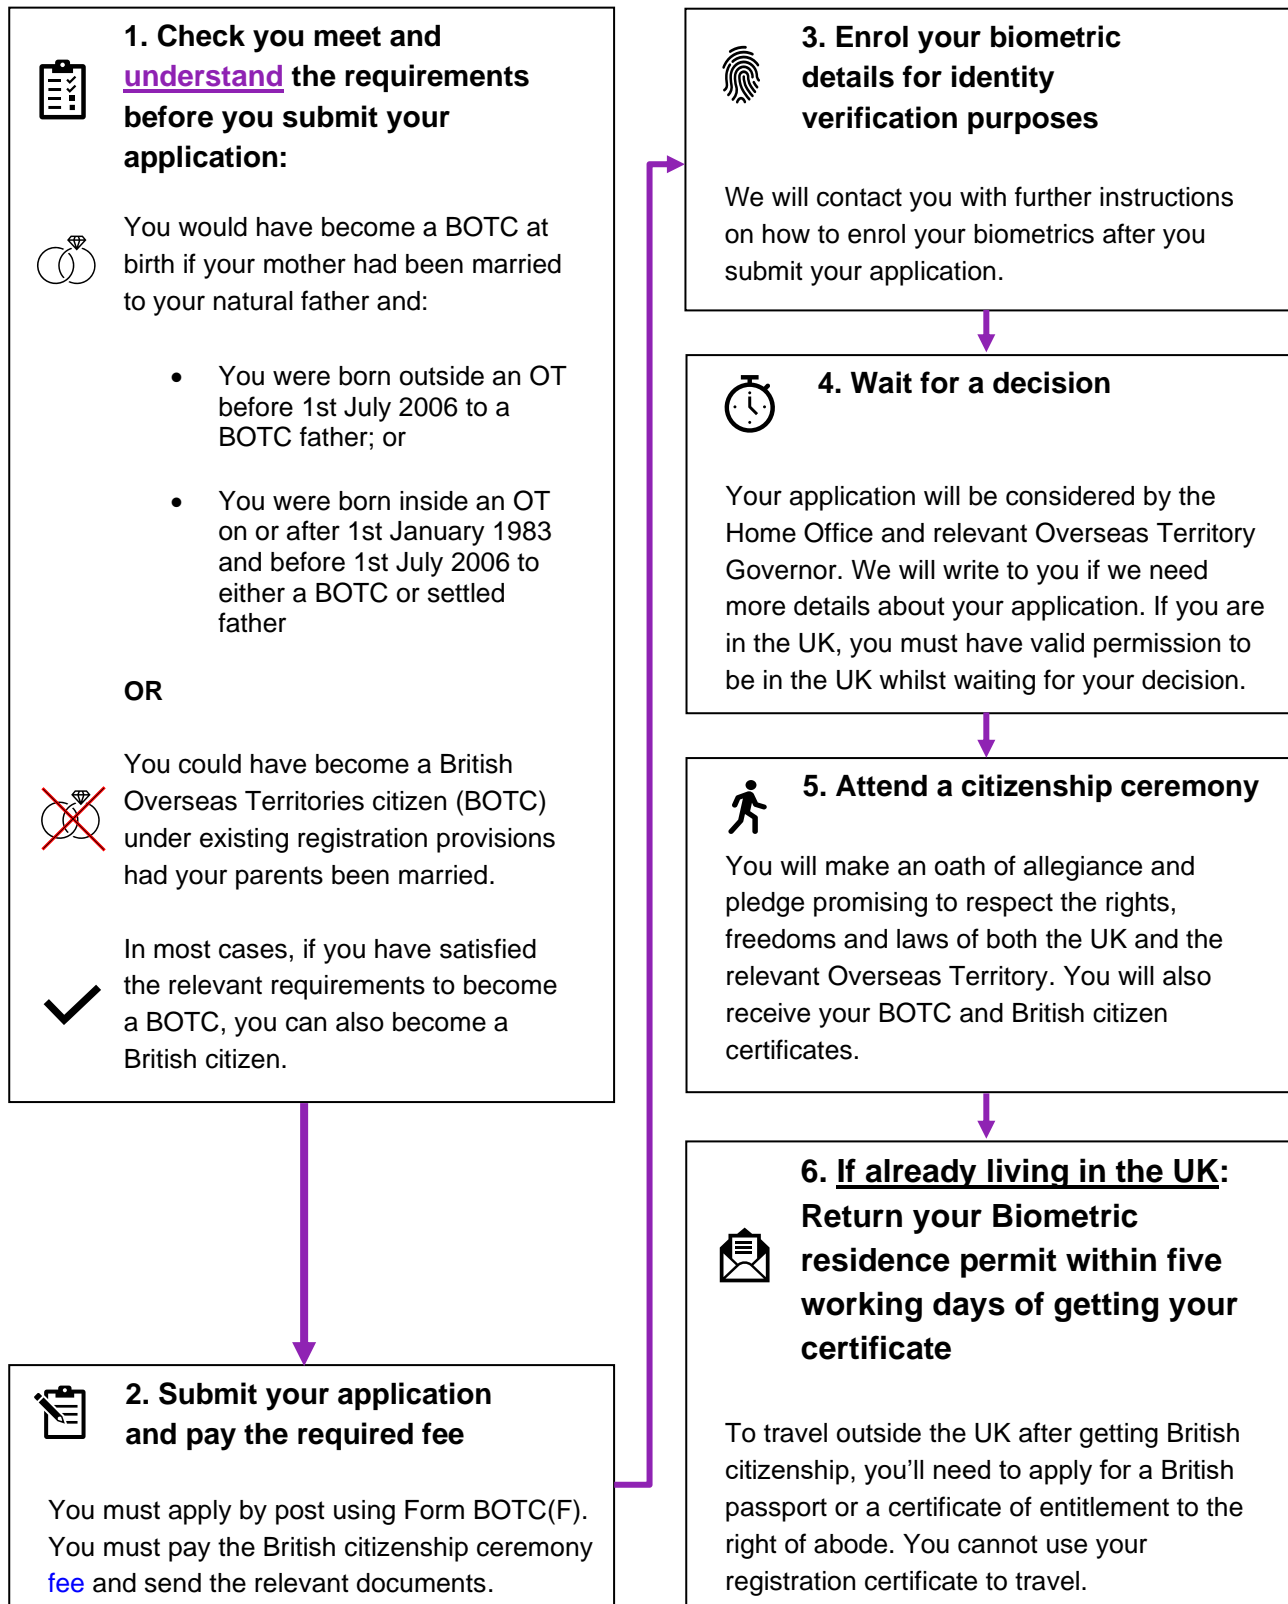 1. Check you meet and
understand the requirements
before you submit your
application:
You would have become a BOTC at
birth if your mother had been married
to your natural father and:
• You were born outside an OT
before 1st July 2006 to a
BOTC father; or
• You were born inside an OT
on or after 1st January 1983
and before 1st July 2006 to
either a BOTC or settled
father
OR
You could have become a British
Overseas Territories citizen (BOTC)
under existing registration provisions
had your parents been married.
In most cases, if you have satisfied
the relevant requirements to become
a BOTC, you can also become a
British citizen.
2. Submit your application
and pay the required fee
You must apply by post using Form BOTC(F).
You must pay the British citizenship ceremony
fee and send the relevant documents.
3. Enrol your biometric
details for identity
verification purposes
We will contact you with further instructions
on how to enrol your biometrics after you
submit your application.
4. Wait for a decision
Your application will be considered by the
Home Office and relevant Overseas Territory
Governor. We will write to you if we need
more details about your application. If you are
in the UK, you must have valid permission to
be in the UK whilst waiting for your decision.
5. Attend a citizenship ceremony
You will make an oath of allegiance and
pledge promising to respect the rights,
freedoms and laws of both the UK and the
relevant Overseas Territory. You will also
receive your BOTC and British citizen
certificates.
6. If already living in the UK:
Return your Biometric
residence permit within five
working days of getting your
certificate
To travel outside the UK after getting British
citizenship, you’ll need to apply for a British
passport or a certificate of entitlement to the
right of abode. You cannot use your
registration certificate to travel.